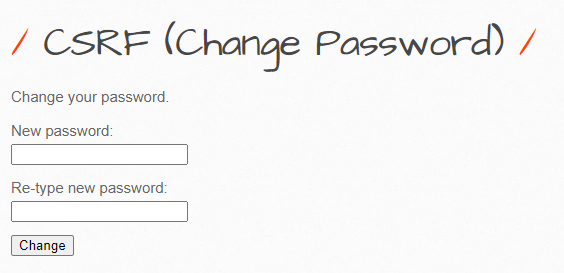 / CSRF (Change Password) /
Change your password.
New password:
Re-type new password:
Change